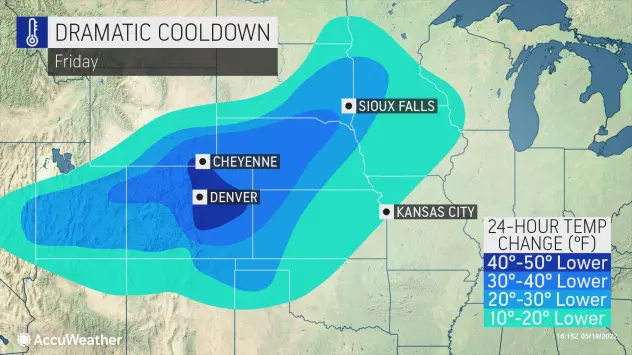 DRAMATIC COOLDOWN
Friday
SIOUX FALLS
CHEYENNE
DENVER
KANSAS CITY
24-HOUR TEMP
CHANGE (°F)
40°-50° Lower
30°-40° Lower
20°-30° Lower
10°-20° Lower
AccuWeather